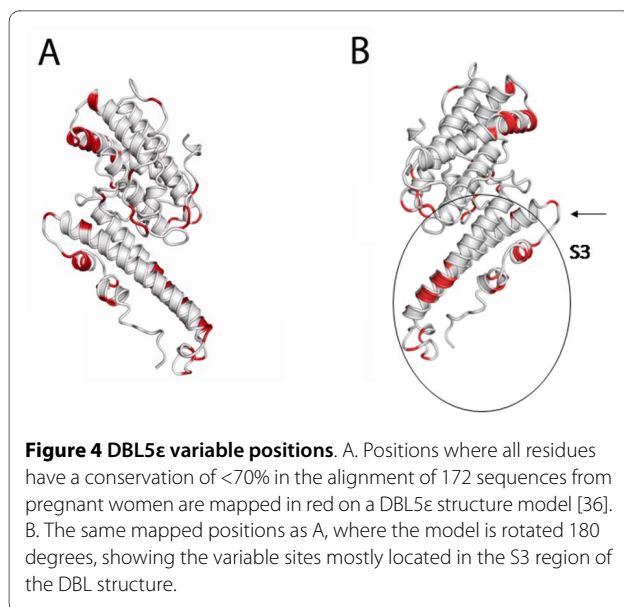 A
B
S3
Figure 4 DBL5ε variable positions. A. Positions where all residues
have a conservation of <70% in the alignment of 172 sequences from
pregnant women are mapped in red on a DBL5ε structure model [36].
B. The same mapped positions as A, where the model is rotated 180
degrees, showing the variable sites mostly located in the S3 region of
the DBL structure.